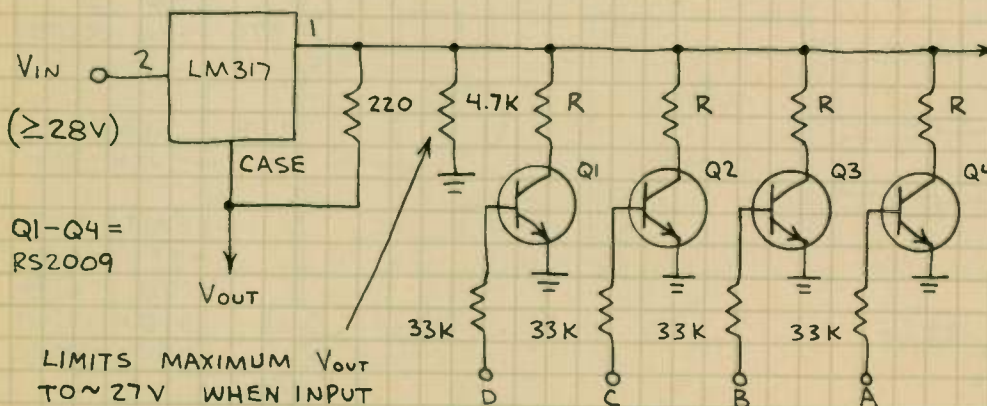 1
VIN 2 LM317
220 4.7K R R R R
(≥28V)
CASE
Q1 Q2 Q3 Q4
Q1-Q4 =
RS2009
VOUT
33K 33K 33K 33K
LIMITS MAXIMUM VOUT
TO ~ 27V WHEN INPUT
D C B A